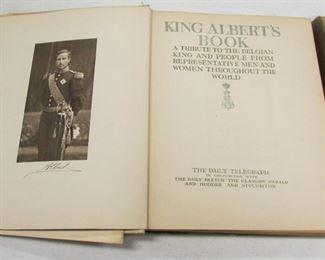 Albert
KING ALBERT'S
BOOK
A TRIBUTE TO THE BELGIAN
KING AND PEOPLE FROM
REPRESENTATIVE MEN AND
WOMEN THROUGHOUT THE
WORLD
THE DAILY TELEGRAPH
IN CONJUNCTION WITH
THE DAILY SKETCH THE GLASGOW HERALD
AND HODDER AND STOUGHTON